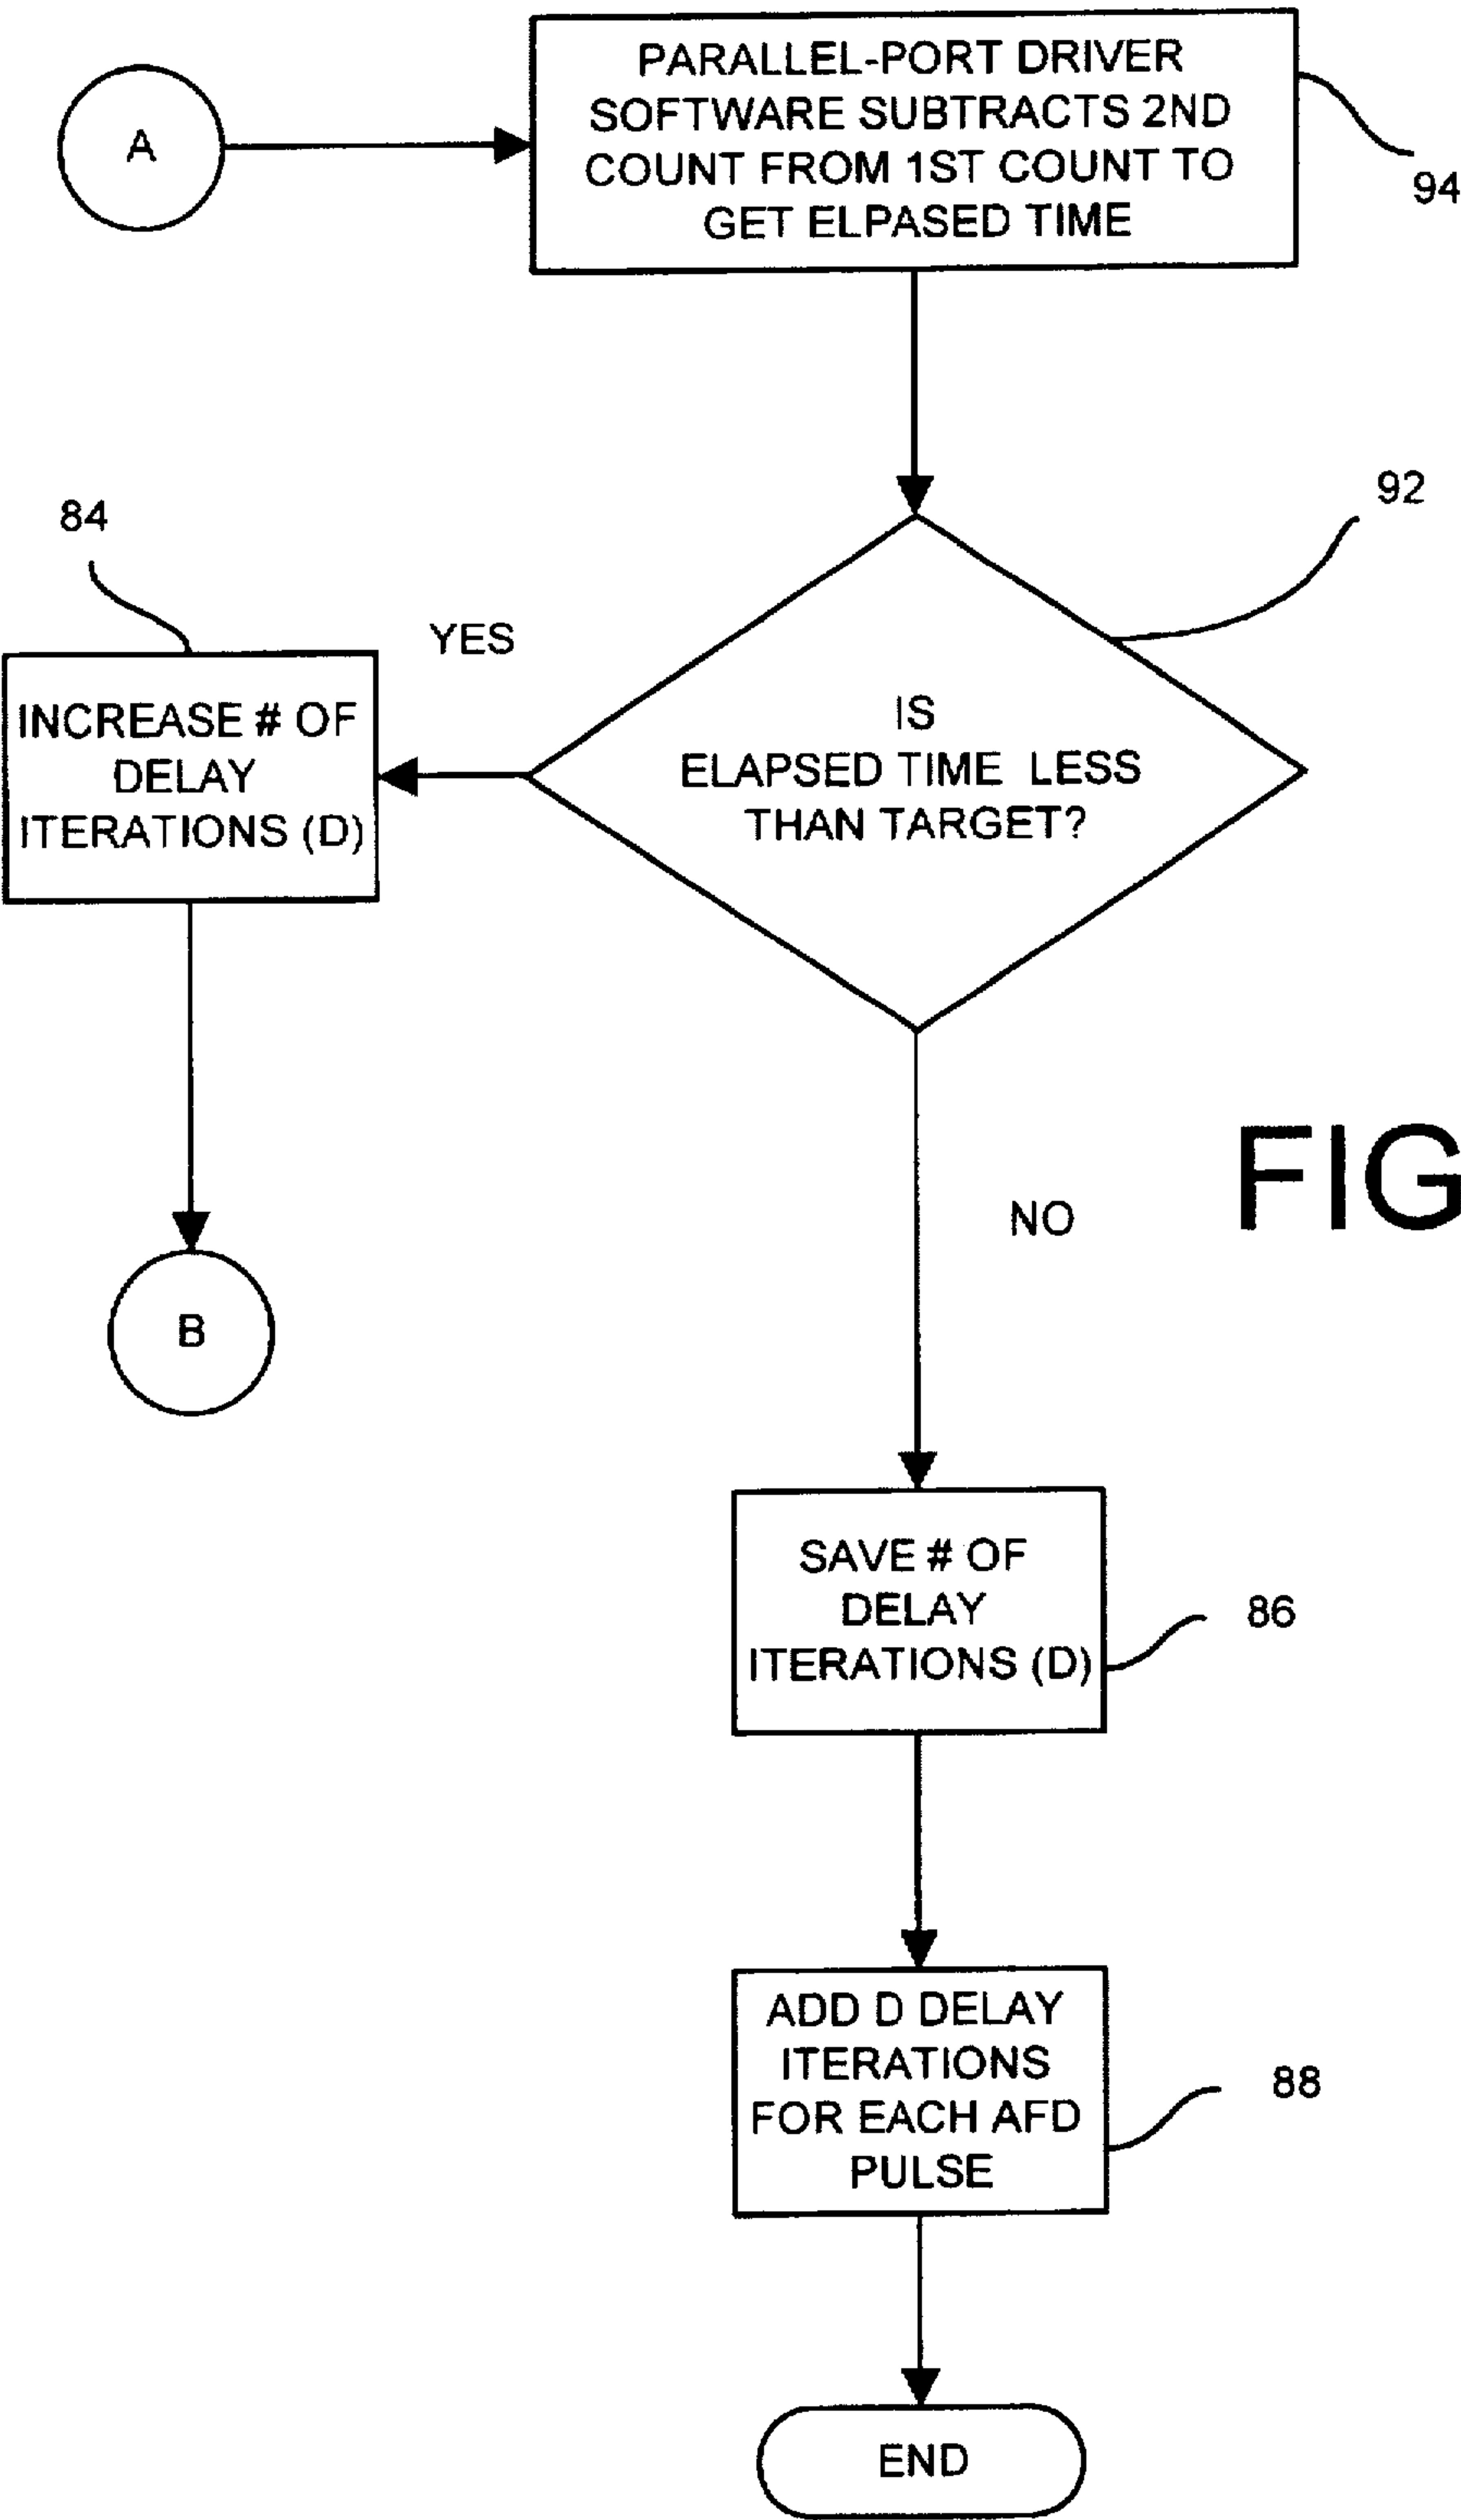 A
PARALLEL-PORT DRIVER
SOFTWARE SUBTRACTS 2ND
COUNT FROM 1ST COUNT TO
GET ELPASED TIME
94
92
84
YES
IS
ELAPSED TIME LESS
THAN TARGET?
INCREASE # OF
DELAY
ITERATIONS (D)
NO
FIG
B
SAVE # OF
DELAY
ITERATIONS (D)
86
ADD D DELAY
ITERATIONS
FOR EACH AFD
PULSE
88
END